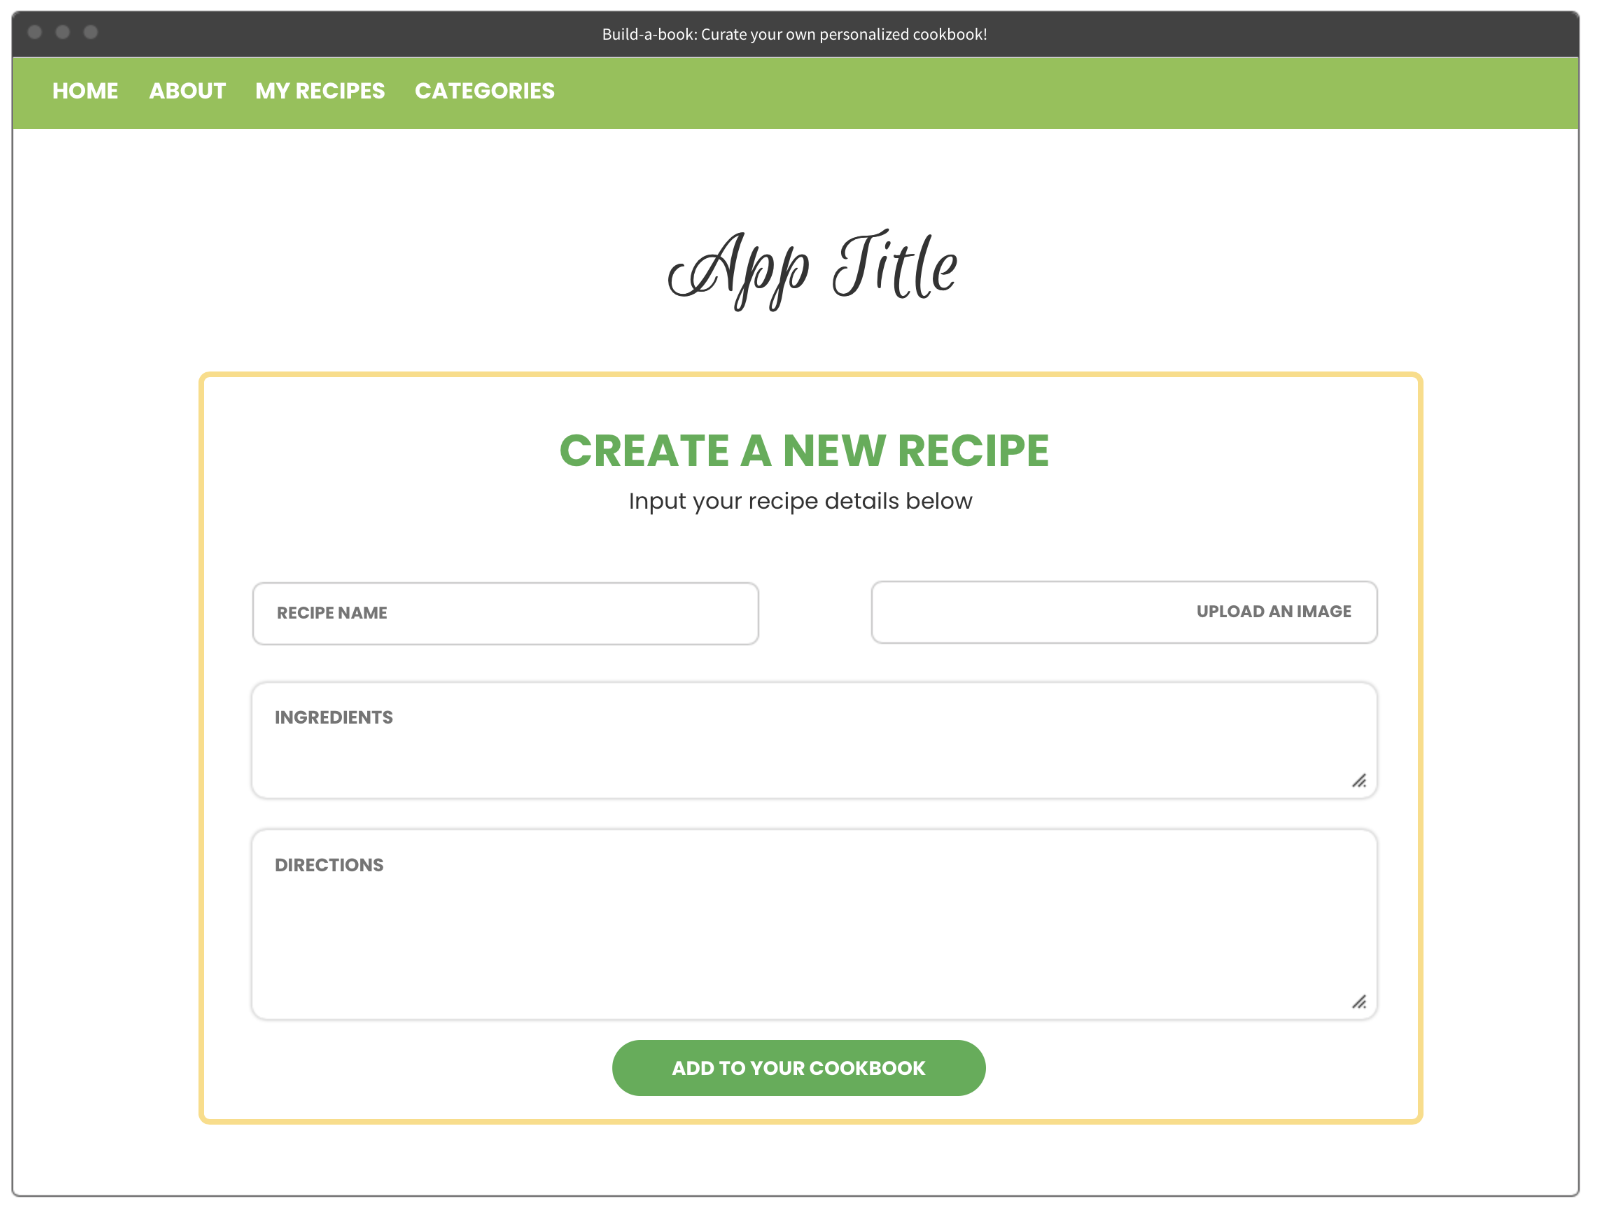 Build-a-book: Curate your own personalized cookbook!
HOME ABOUT MY RECIPES CATEGORIES
App Title
CREATE A NEW RECIPE
Input your recipe details below
RECIPE NAME
UPLOAD AN IMAGE
INGREDIENTS
DIRECTIONS
ADD TO YOUR COOKBOOK